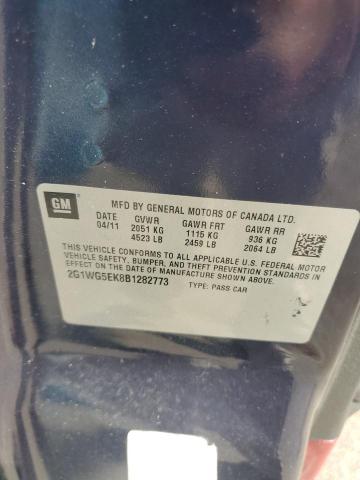 GM
MFD BY GENERAL MOTORS OF CANADA LTD.
DATE GVWR GAWR FRT GAWR RR
04/11 2051 KG 1115 KG 936 KG
4523 LB 2459 LB 2064 LB
THIS VEHICLE CONFORMS TO ALL APPLICABLE U.S. FEDERAL MOTOR
VEHICLE SAFETY, BUMPER, AND THEFT PREVENTION STANDARDS IN
EFFECT ON THE DATE OF MANUFACTURE SHOWN ABOVE.
2G1WG5EK8B1282773 TYPE: PASS CAR